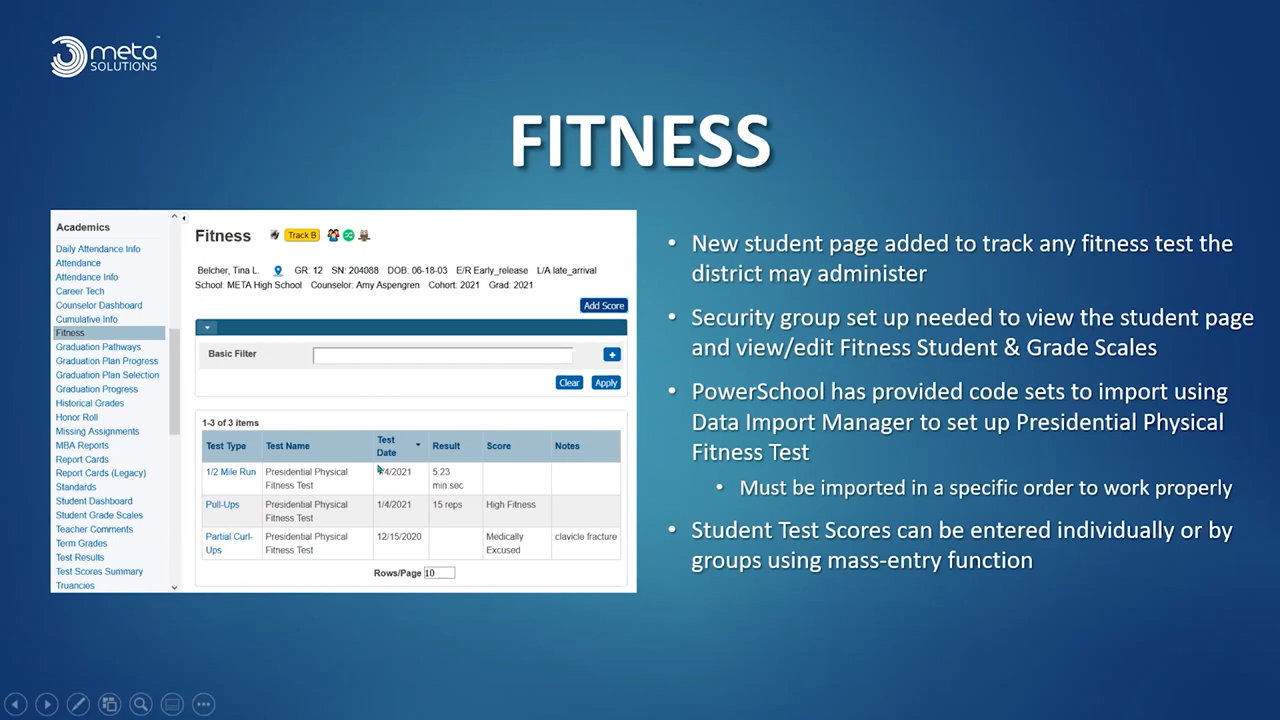 meta
SOLUTIONS
FITNESS
Academics
Daily Attendance Info
Attendance
Attendance Info
Career Tech
Counselor Dashboard
Cumulative Info
Fitness
Graduation Pathways
Graduation Plan Progress
Graduation Plan Selection
Graduation Progress
Historical Grades
Honor Roll
Missing Assignments
MBA Reports
Report Cards
Report Cards (Legacy)
Standards
Student Dashboard
Student Grade Scales
Teacher Comments
Term Grades
Test Results
Test Scores Summary
Truancies
Fitness Track B
Belcher, Tina L. GR: 12 SN: 204088 DOB: 06-18-03 E/R Early_release L/A late_arrival
School: META High School Counselor: Amy Aspengren Cohort: 2021 Grad: 2021
Add Score
Basic Filter
Clear Apply
1-3 of 3 items
Test Type Test Name Test Date Result Score Notes
1/2 Mile Run Presidential Physical Fitness Test /4/2021 5:23 min.sec
Pull-Ups Presidential Physical Fitness Test 1/4/2021 15 reps High Fitness
Partial Curl-Ups Presidential Physical Fitness Test 12/15/2020 Medically Excused clavicle fracture
Rows/Page 10
• New student page added to track any fitness test the
district may administer
• Security group set up needed to view the student page
and view/edit Fitness Student & Grade Scales
• PowerSchool has provided code sets to import using
Data Import Manager to set up Presidential Physical
Fitness Test
• Must be imported in a specific order to work properly
• Student Test Scores can be entered individually or by
groups using mass-entry function